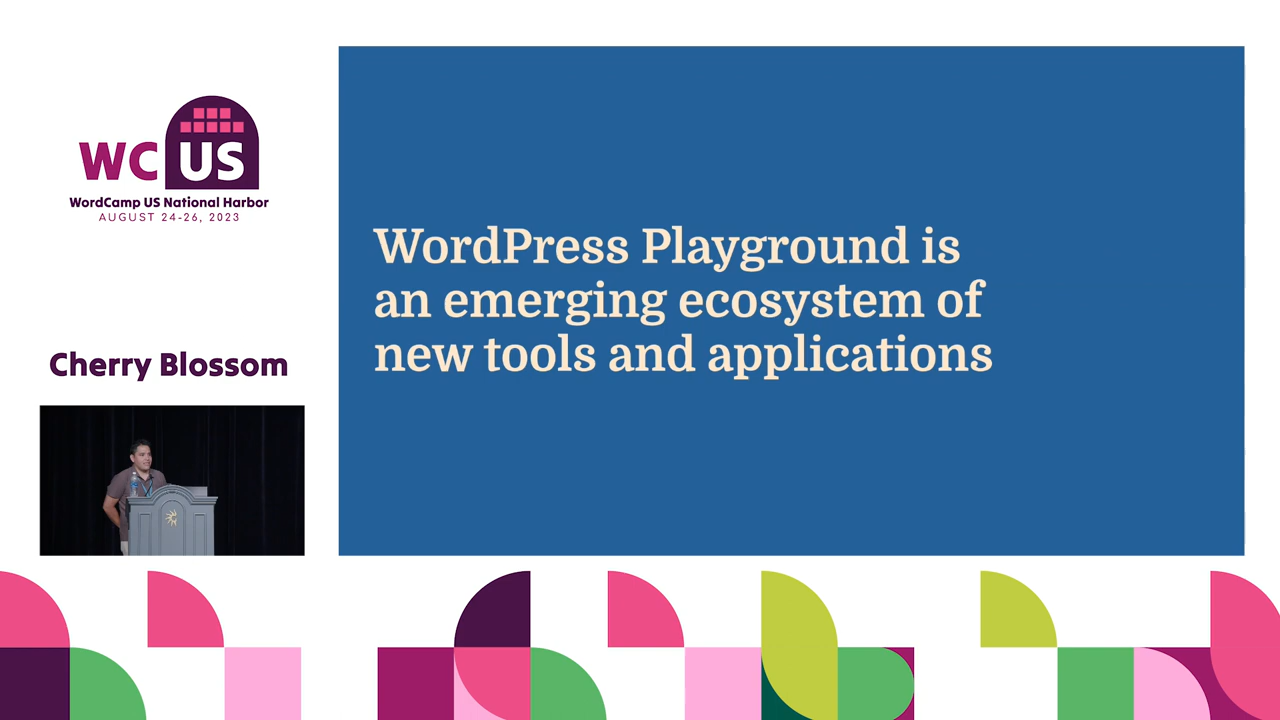 WC US
WordCamp US National Harbor
AUGUST 24-26, 2023
Cherry Blossom
WordPress Playground is
an emerging ecosystem of
new tools and applications